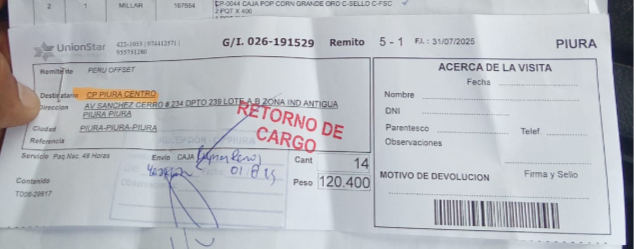 2 1 MILLAR 167564 CP-0044 CAJA POP CORN GRANDE ORO C-SELLO C-FSC
2 PQT X 400
UnionStar
G/I. 026-191529 Remito 5 - 1 F.I.: 31/07/2025 PIURA
Remite de PERU OFFSET
Destinatario CP PIURA CENTRO
Direccion AV SANCHEZ CERRO # 234 DPTO 239 LOTE A B ZONA IND ANTIGUA
PIURA PIURA
Ciudad PIURA-PIURA-PIURA
Referencia
RETORNO DE
CARGO
Servicio Paq Nac. 48 Horas Envio CAJA
Cant 14
Peso 120.400
Contenido
ACERCA DE LA VISITA
Fecha
Nombre
DNI
Parentesco Telef.
Observaciones
MOTIVO DE DEVOLUCION Firma y Sello